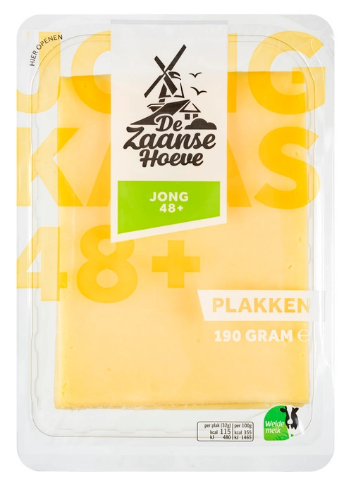 HIER OPENEN
JONG
KAAS
48+
De
Zaanse
Hoeve
JONG
48+
PLAKKEN
190 GRAM e
per plak (32g) per 100g
kcal 115 kcal 355
kJ 480 kJ 1465
Weide
melk